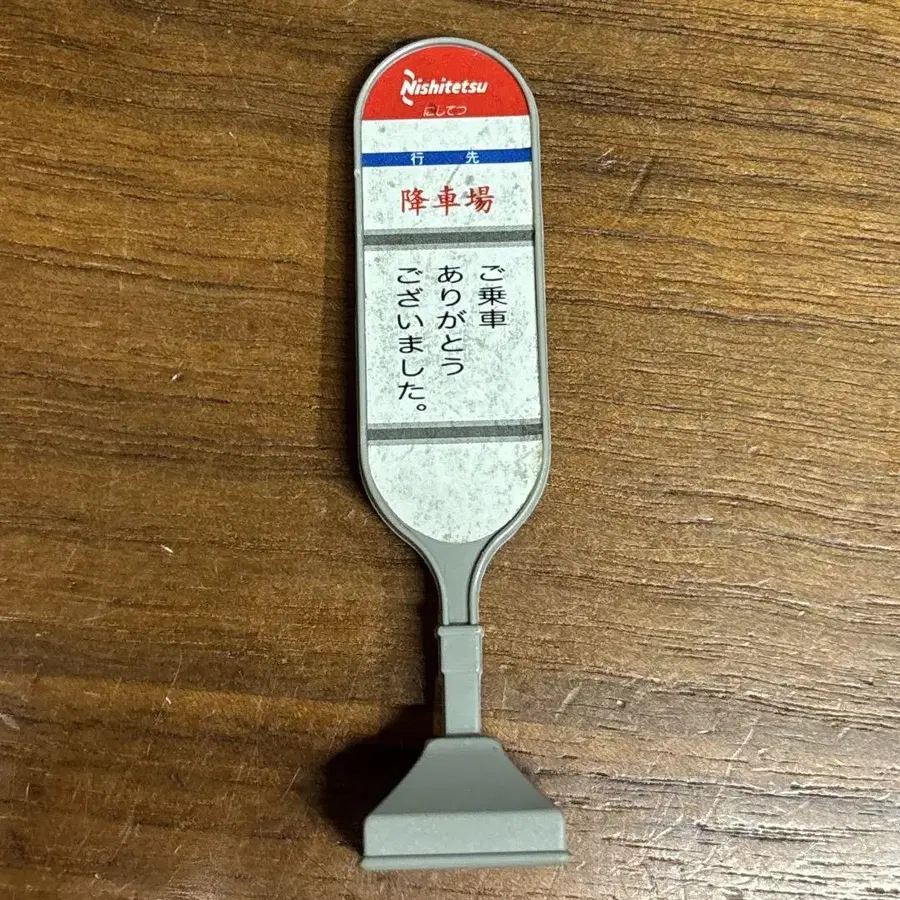 Nishitetsu
にしてつ
行 先
降車場
ご乗車
ありがとう
ございました。